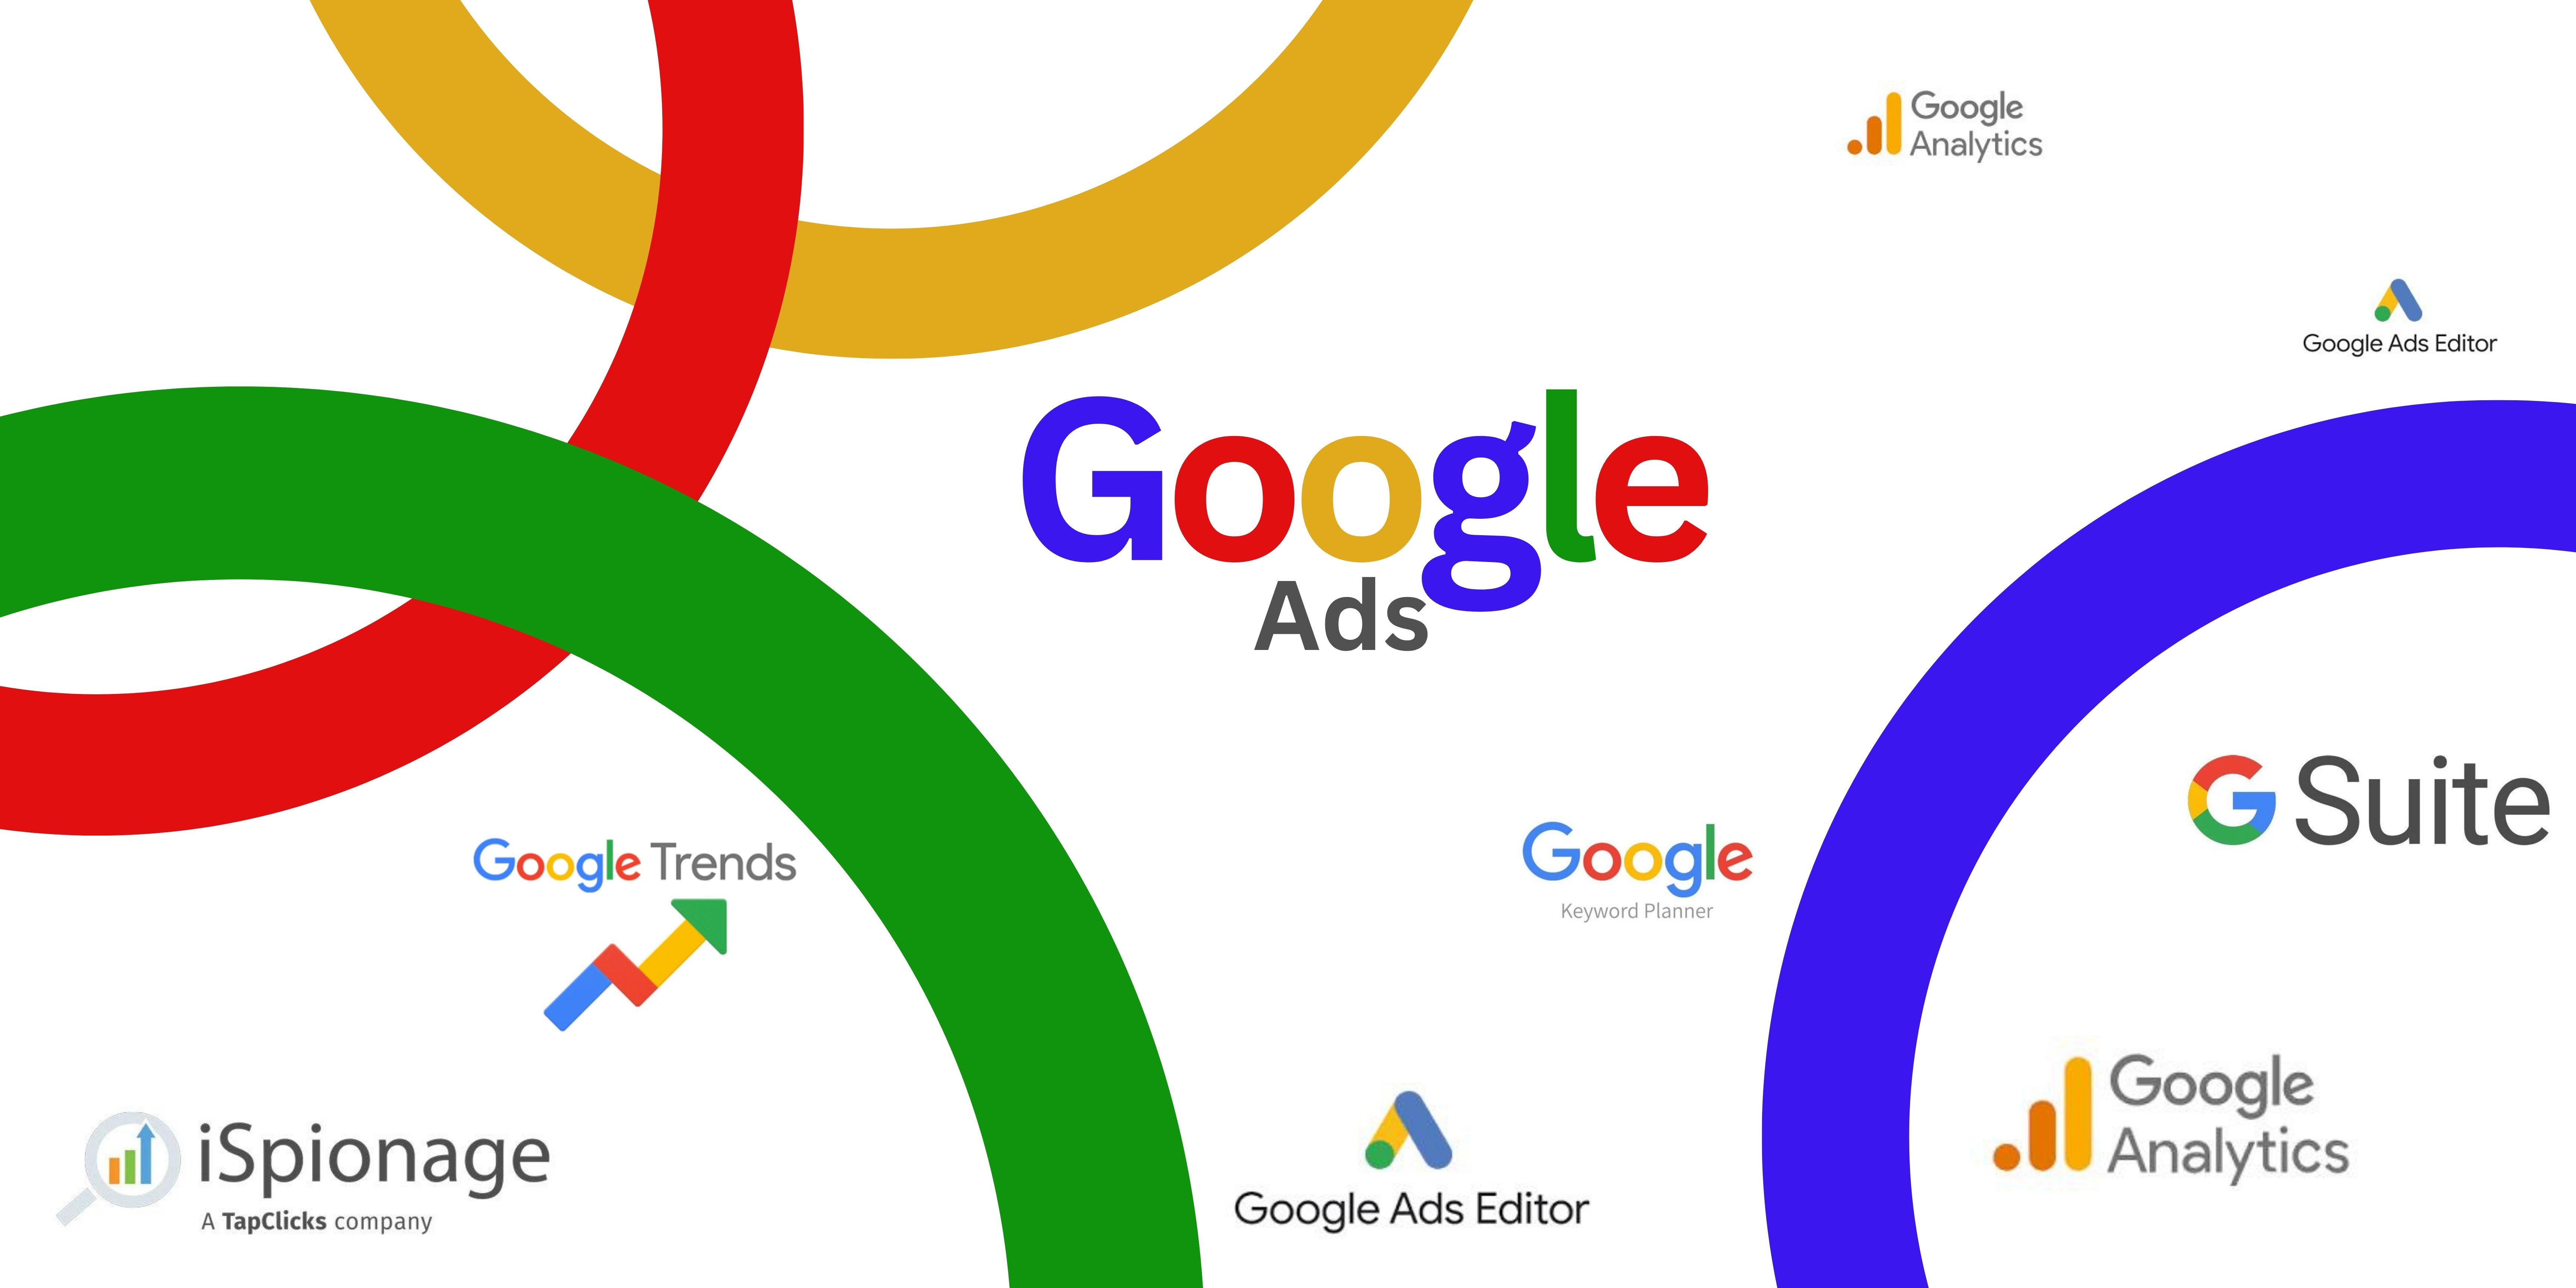 Google
Analytics
Google Ads Editor
Google
Ads
G Suite
Google Trends
Google
Keyword Planner
Google
Analytics
iSpionage
A TapClicks company
Google Ads Editor